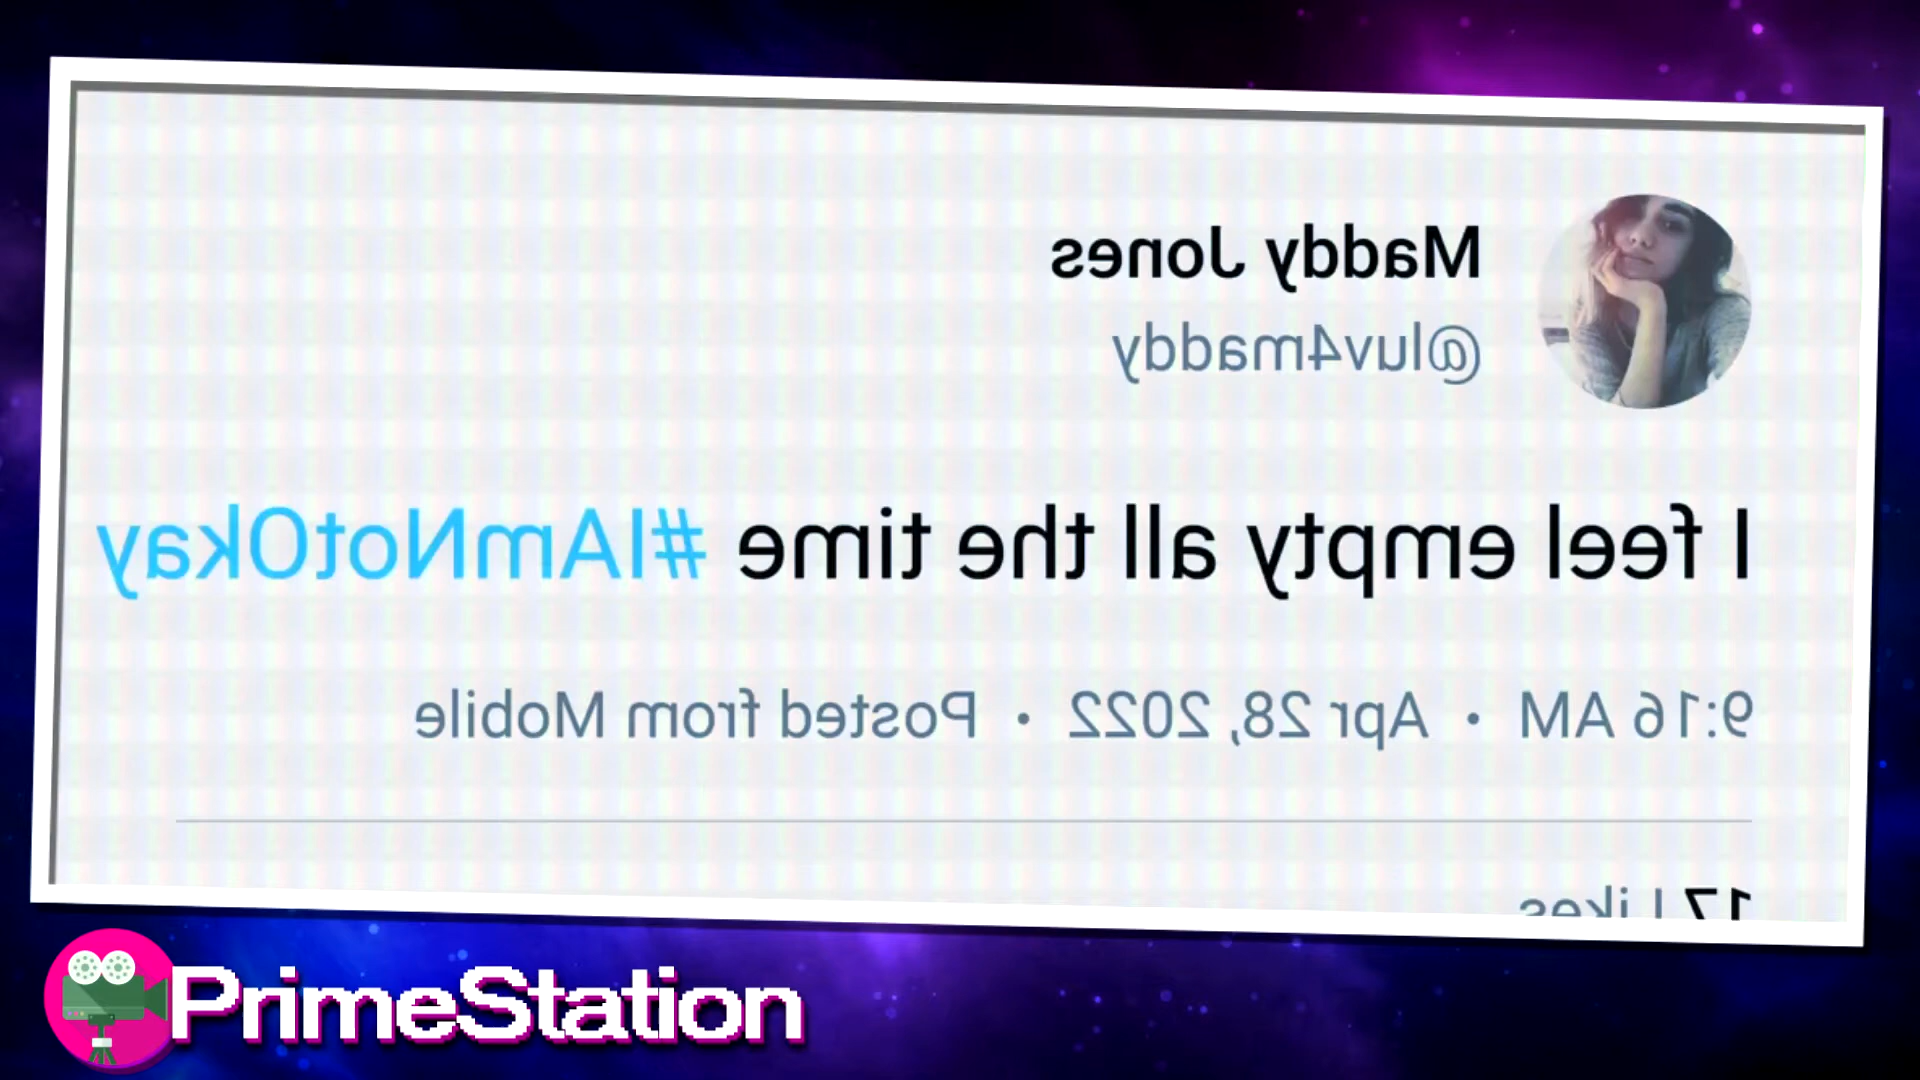 Maddy Jones
@luv4maddy
I feel empty all the time #IAmNotOkay
9:16 AM • Apr 28, 2022 • Posted from Mobile
17 Likes
PrimeStation